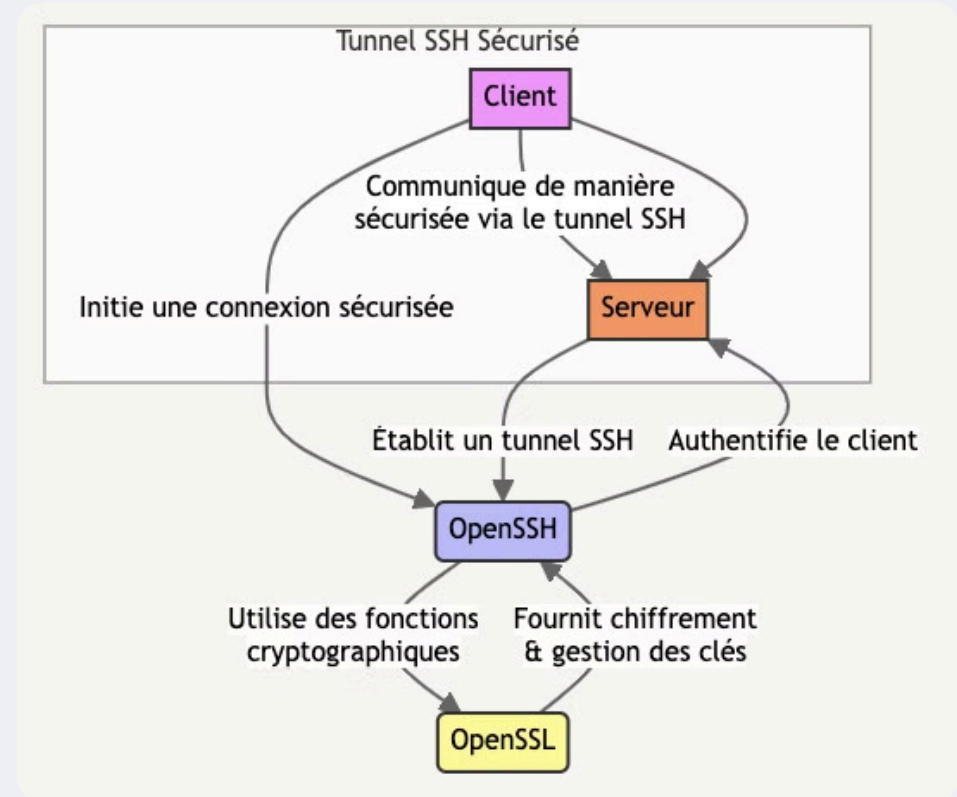 Tunnel SSH Sécurisé
Client
Communique de manière
sécurisée via le tunnel SSH
Initie une connexion sécurisée
Serveur
Établit un tunnel SSH
Authentifie le client
OpenSSH
Utilise des fonctions
cryptographiques
Fournit chiffrement
& gestion des clés
OpenSSL